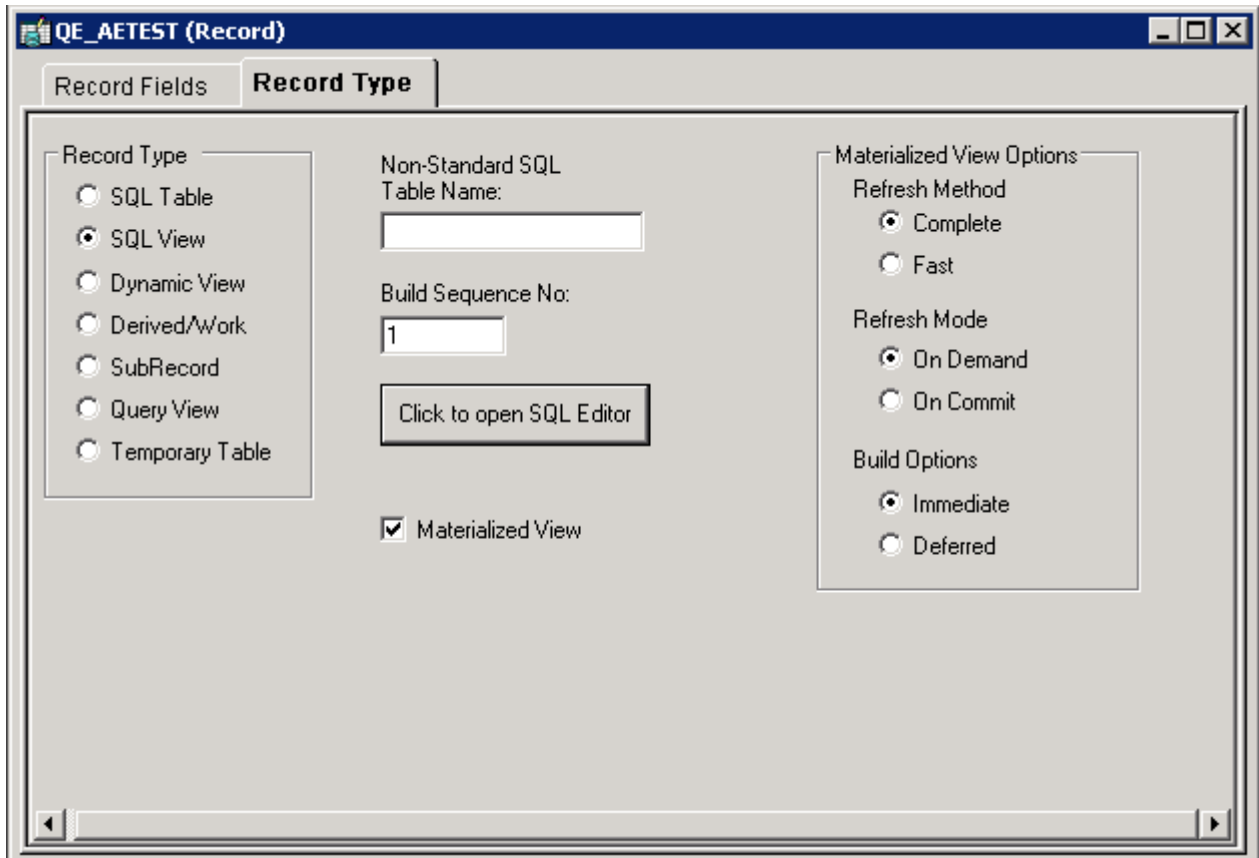 QE_AETEST (Record)
Record Fields
Record Type
Record Type
SQL Table
SQL View
Dynamic View
Derived/Work
SubRecord
Query View
Temporary Table
Non-Standard SQL
Table Name:
Build Sequence No:
1
Click to open SQL Editor
Materialized View
Materialized View Options
Refresh Method
Complete
Fast
Refresh Mode
On Demand
On Commit
Build Options
Immediate
Deferred